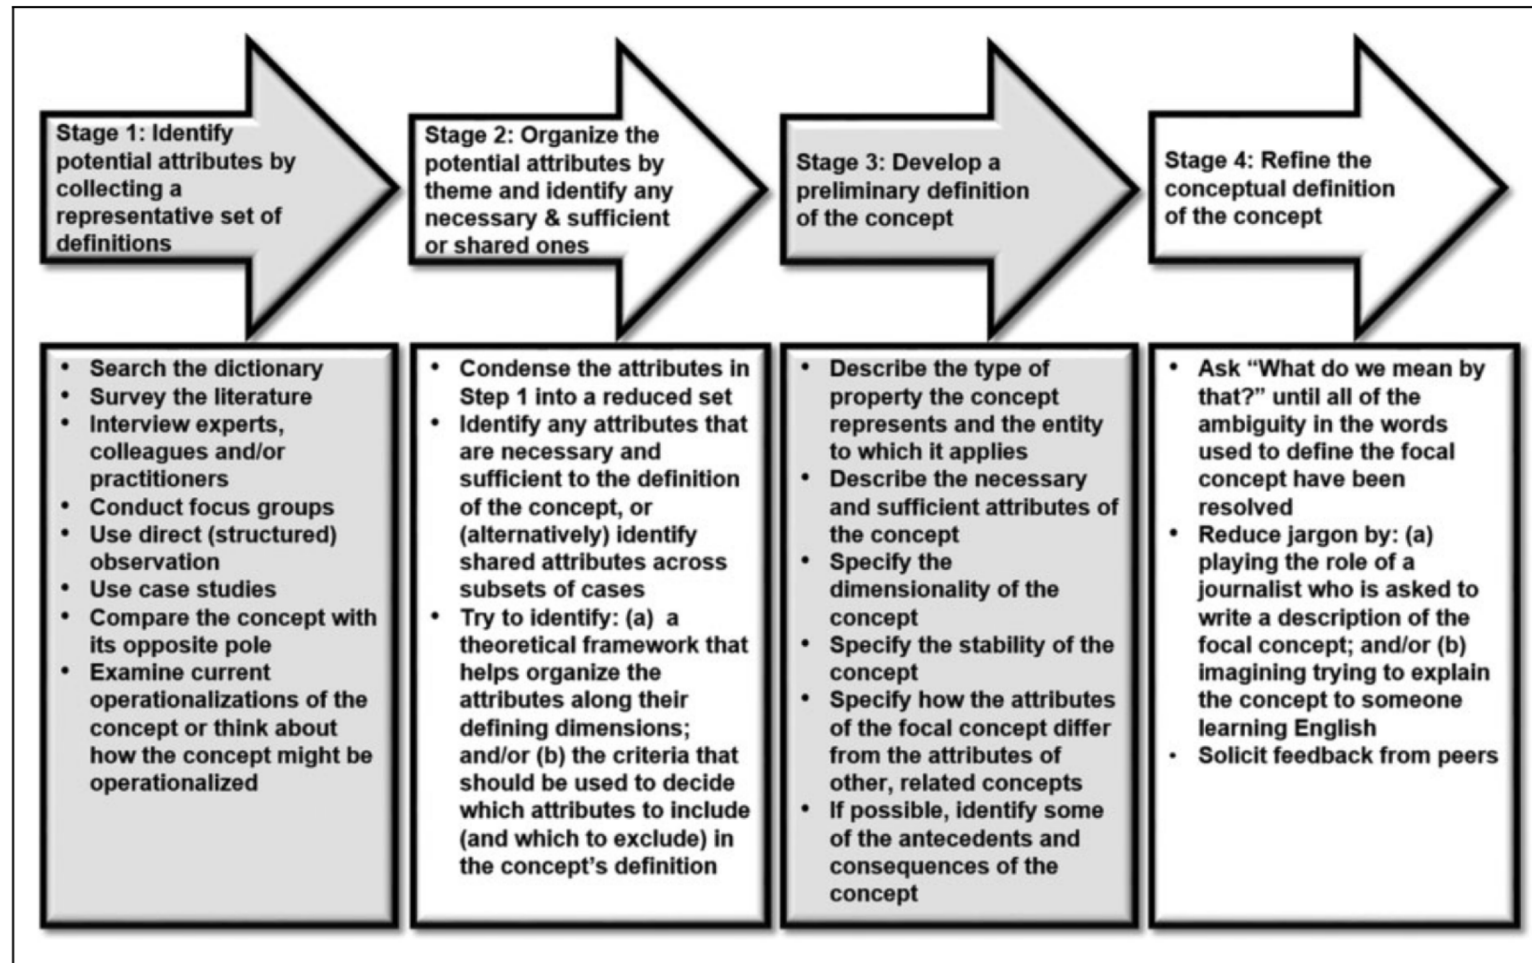 Stage 1: Identify
potential attributes by
collecting a
representative set of
definitions
Stage 2: Organize the
potential attributes by
theme and identify any
necessary & sufficient
or shared ones
Stage 3: Develop a
preliminary definition
of the concept
Stage 4: Refine the
conceptual definition
of the concept
• Search the dictionary
• Survey the literature
• Interview experts,
colleagues and/or
practitioners
• Conduct focus groups
• Use direct (structured)
observation
• Use case studies
• Compare the concept with
its opposite pole
• Examine current
operationalizations of the
concept or think about
how the concept might be
operationalized
• Condense the attributes in
Step 1 into a reduced set
• Identify any attributes that
are necessary and
sufficient to the definition
of the concept, or
(alternatively) identify
shared attributes across
subsets of cases
• Try to identify: (a) a
theoretical framework that
helps organize the
attributes along their
defining dimensions;
and/or (b) the criteria that
should be used to decide
which attributes to include
(and which to exclude) in
the concept's definition
• Describe the type of
property the concept
represents and the entity
to which it applies
• Describe the necessary
and sufficient attributes of
the concept
• Specify the
dimensionality of the
concept
• Specify the stability of the
concept
• Specify how the attributes
of the focal concept differ
from the attributes of
other, related concepts
• If possible, identify some
of the antecedents and
consequences of the
concept
• Ask “What do we mean by
that?” until all of the
ambiguity in the words
used to define the focal
concept have been
resolved
• Reduce jargon by: (a)
playing the role of a
journalist who is asked to
write a description of the
focal concept; and/or (b)
imagining trying to explain
the concept to someone
learning English
• Solicit feedback from peers